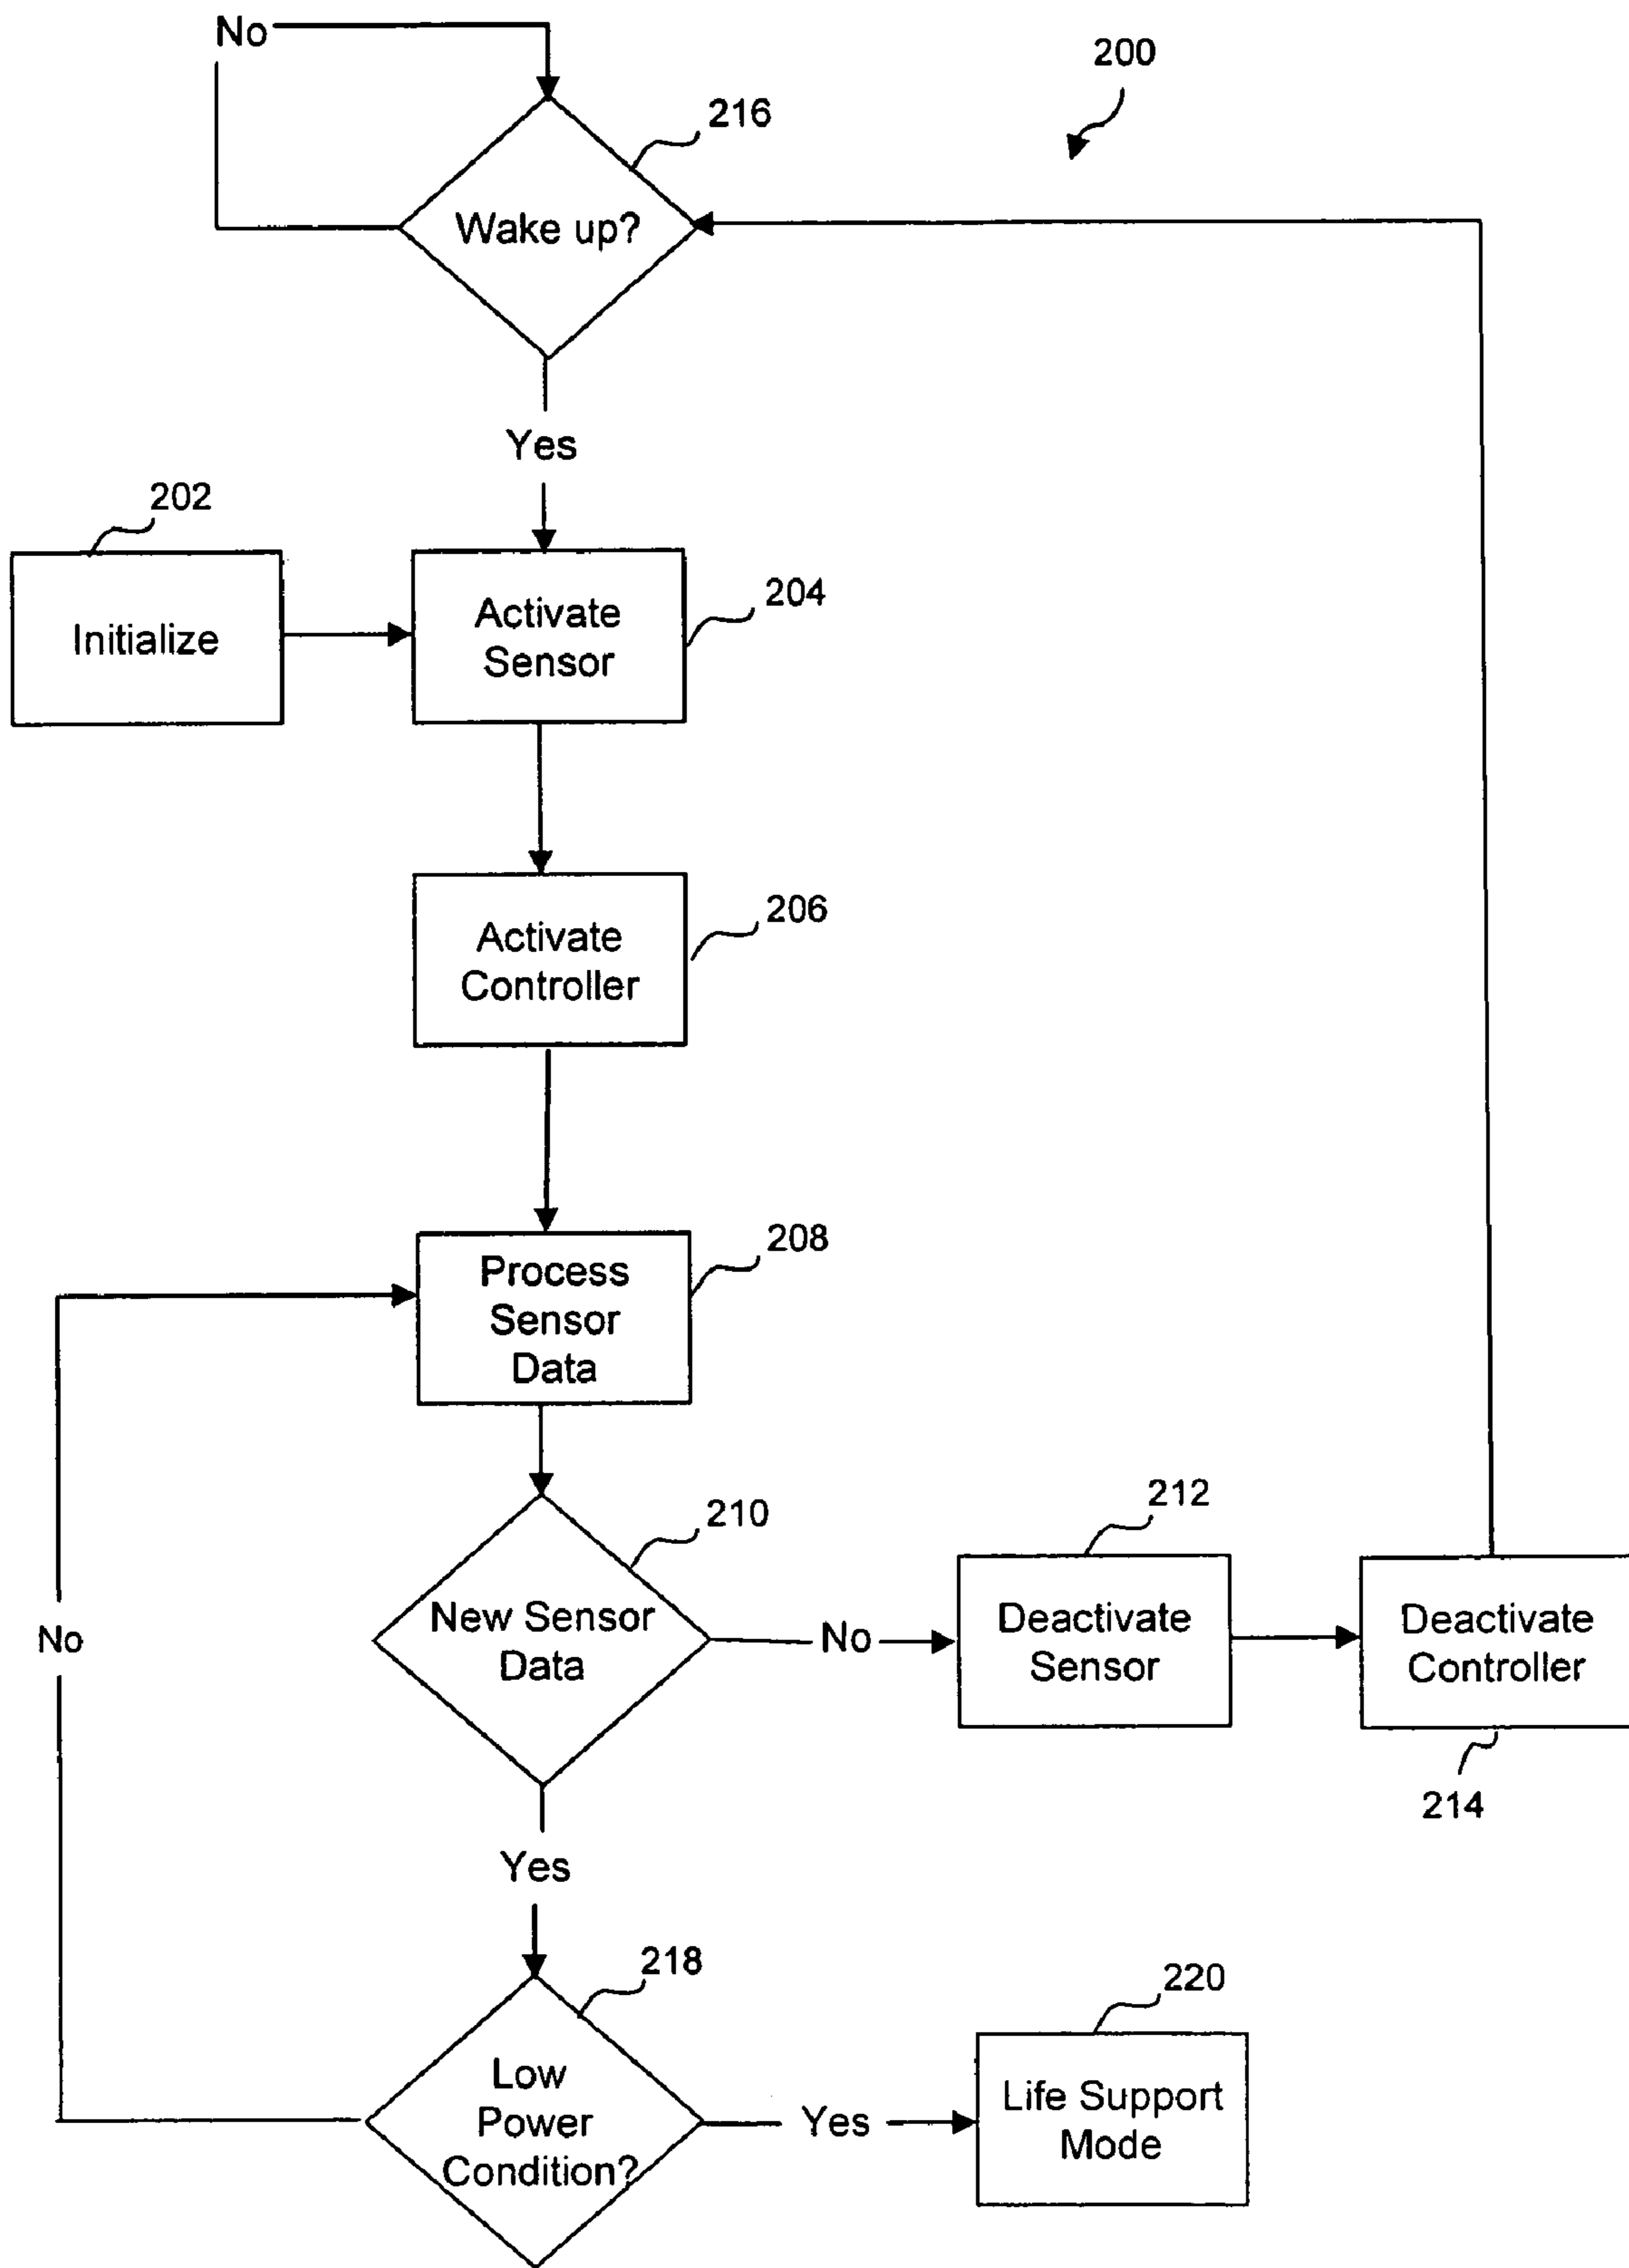 No
200
216
Wake up?
Yes
202
Initialize
Activate
Sensor
204
Activate
Controller
206
Process
Sensor
Data
208
210
New Sensor
Data
No
212
Deactivate
Sensor
Deactivate
Controller
214
No
Yes
218
Low
Power
Condition?
Yes
220
Life Support
Mode